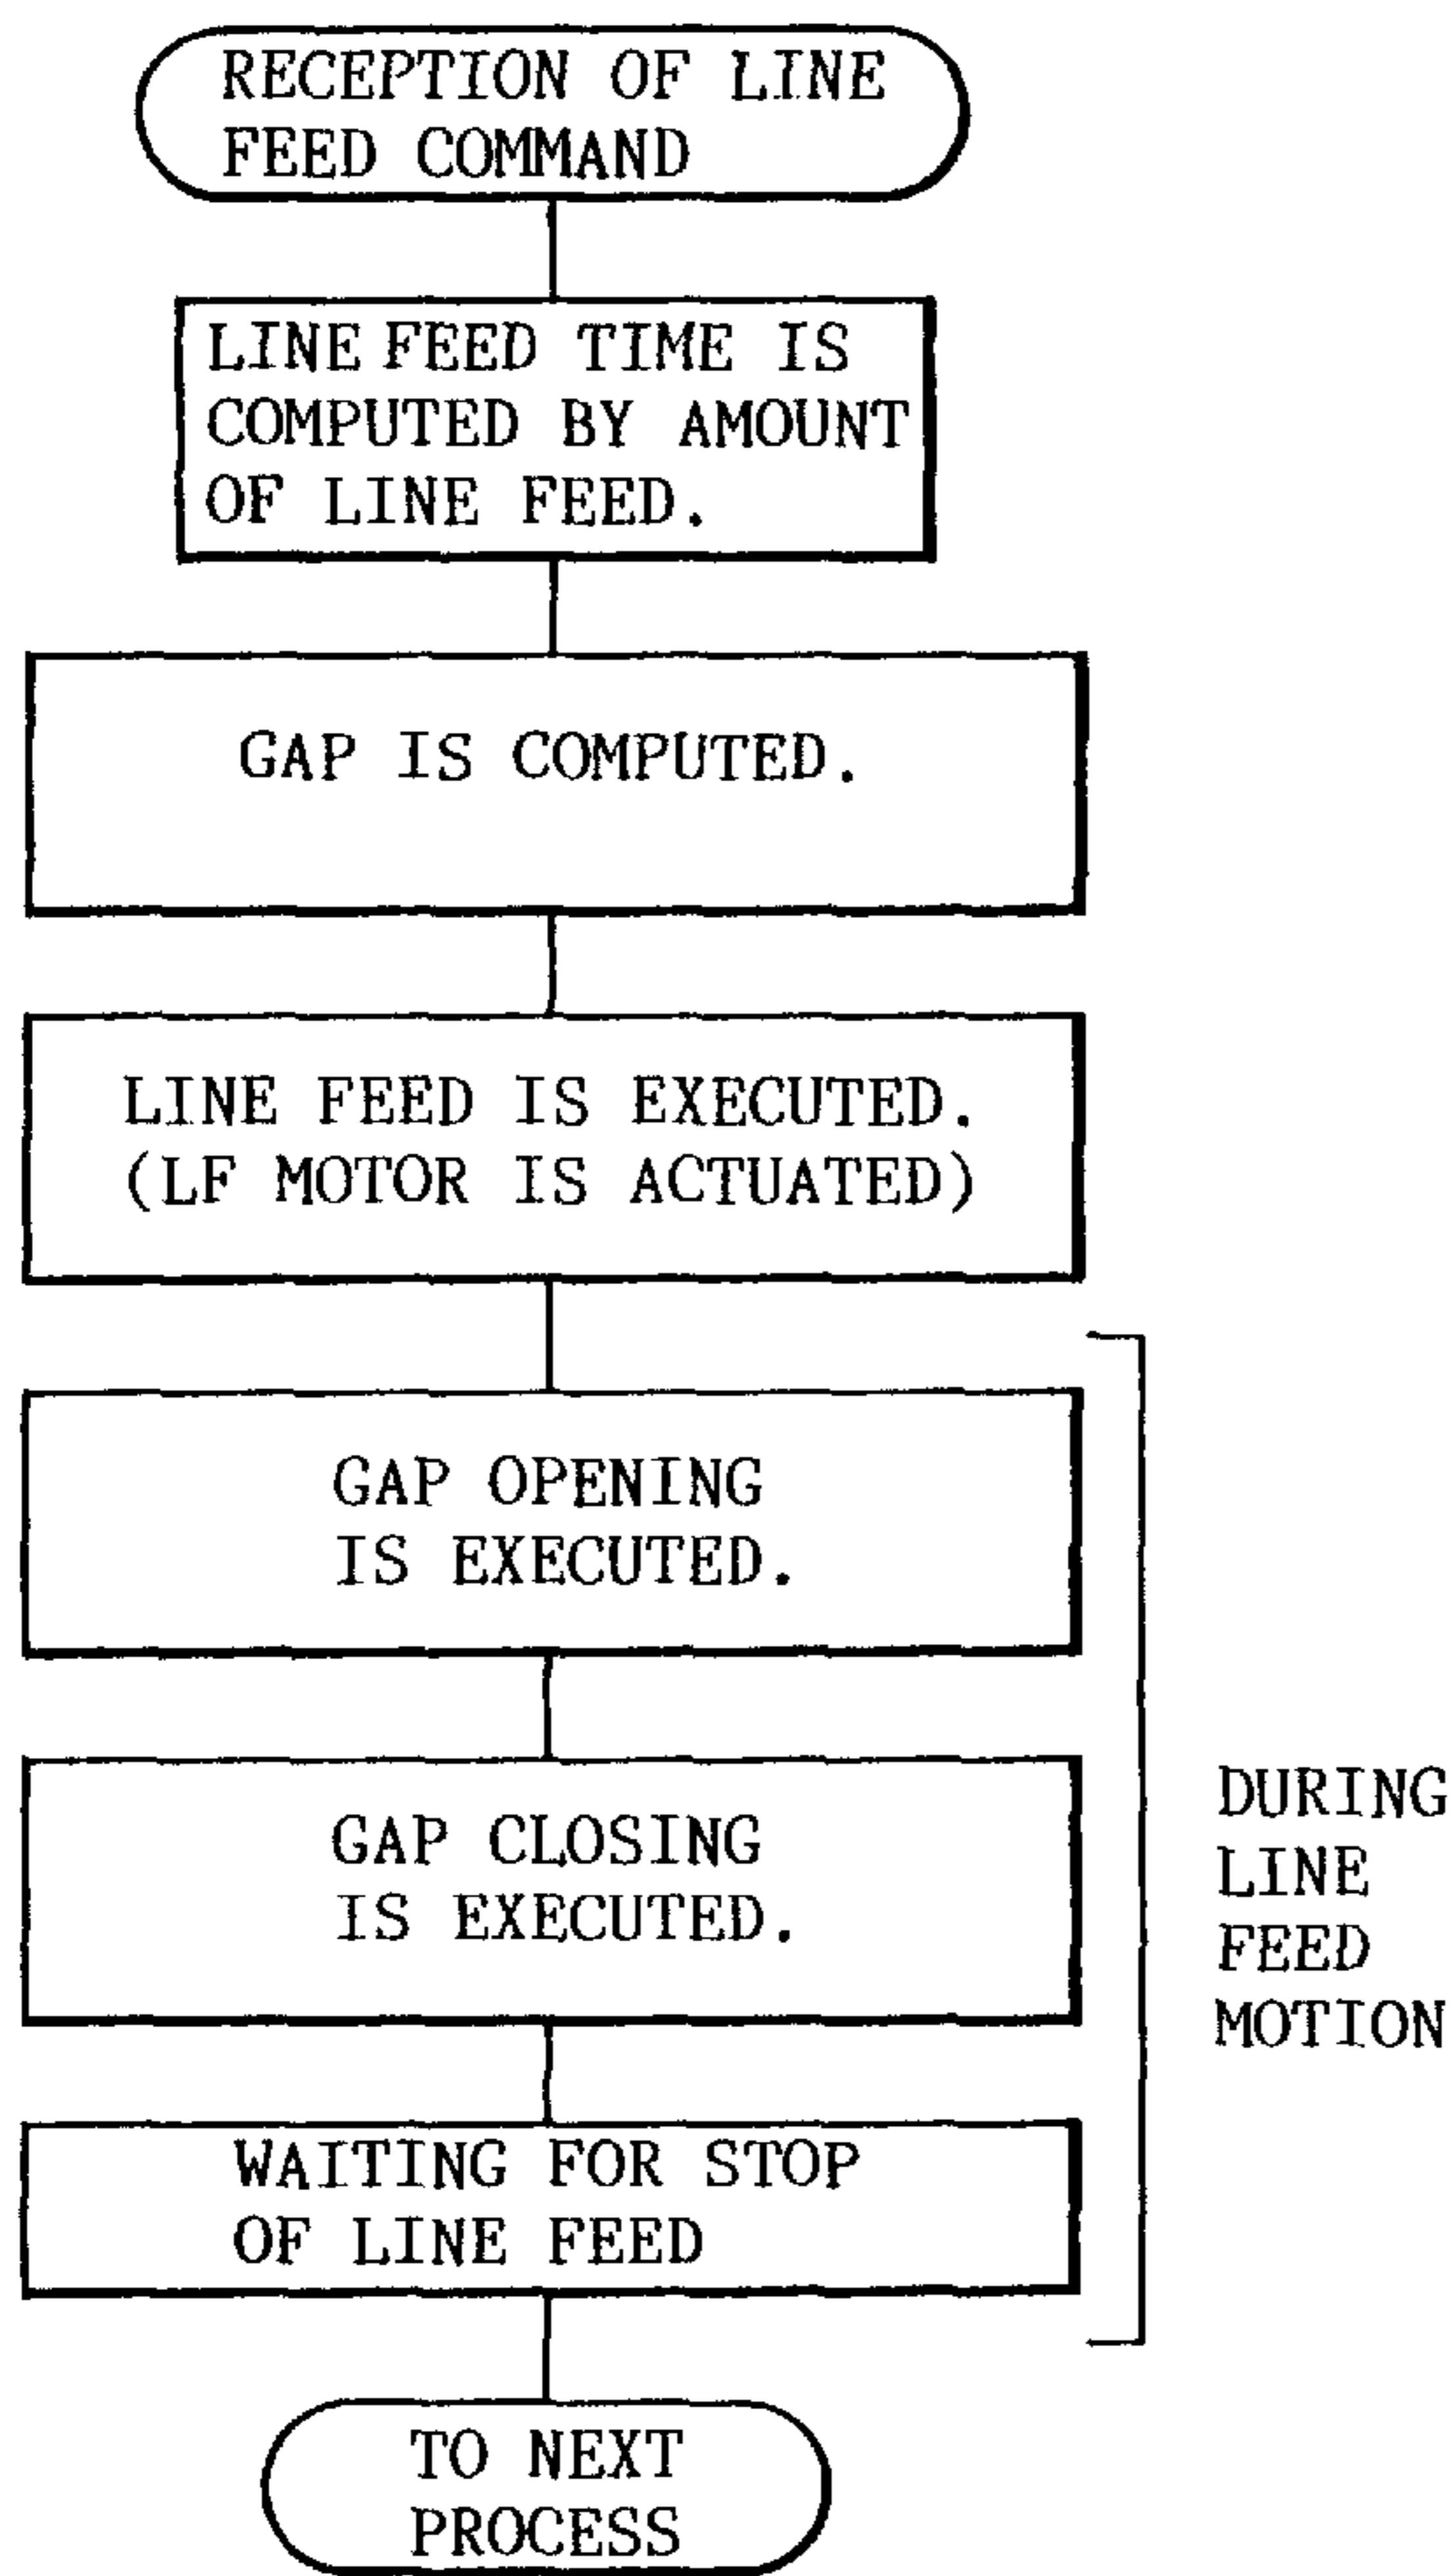 RECEPTION OF LINE
FEED COMMAND
LINE FEED TIME IS
COMPUTED BY AMOUNT
OF LINE FEED.
GAP IS COMPUTED.
LINE FEED IS EXECUTED.
(LF MOTOR IS ACTUATED)
GAP OPENING
IS EXECUTED.
GAP CLOSING
IS EXECUTED.
WAITING FOR STOP
OF LINE FEED
DURING
LINE
FEED
MOTION
TO NEXT
PROCESS